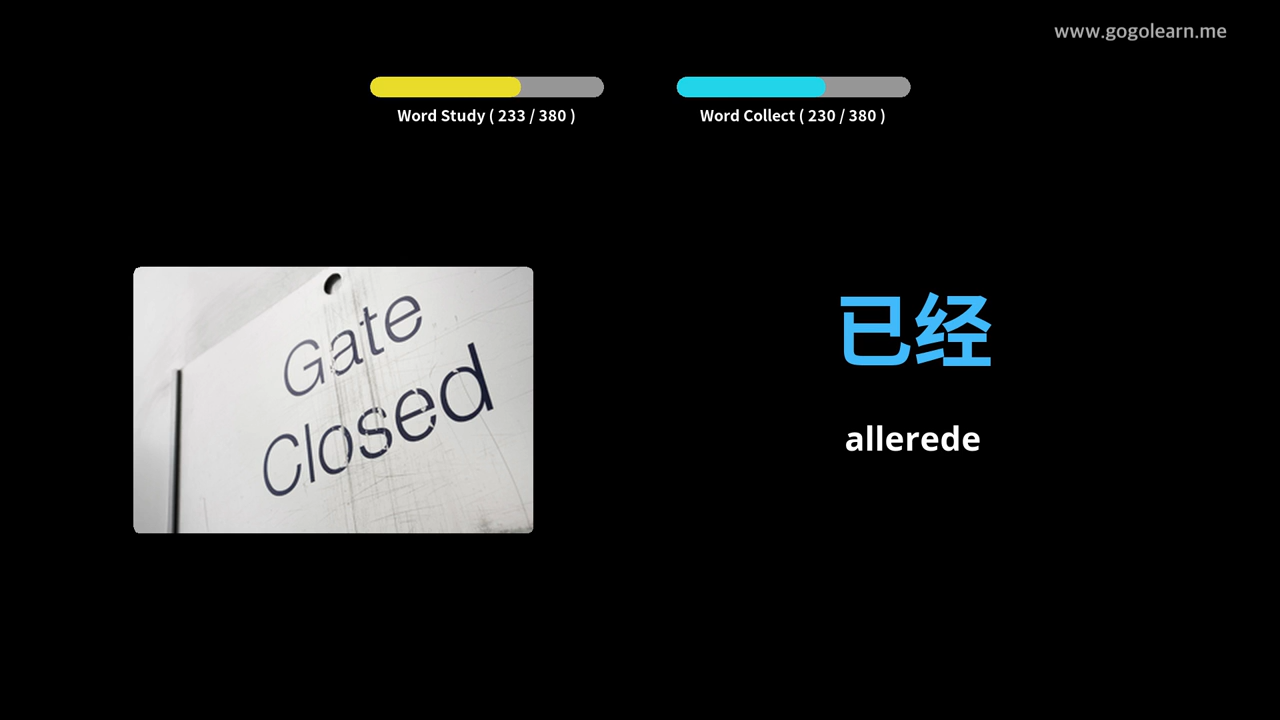 www.gogolearn.me
Word Study ( 233 / 380 )
Word Collect ( 230 / 380 )
Gate
Closed
已经
allerede